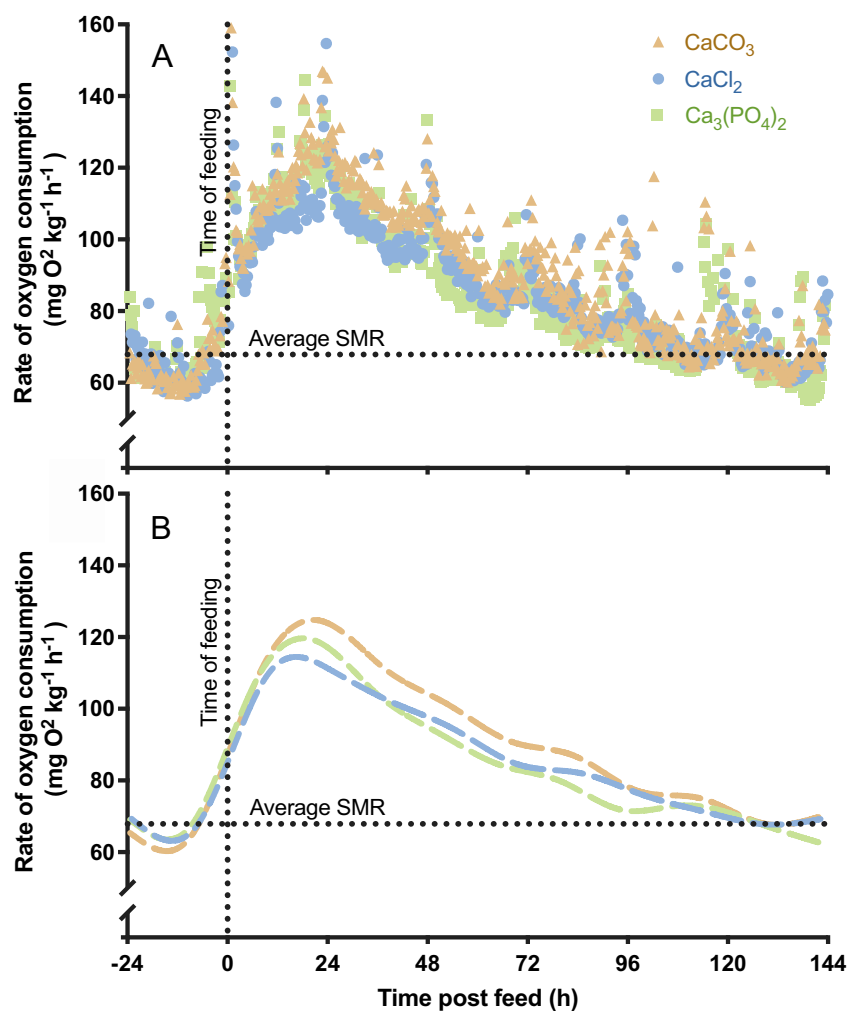 A
CaCO3
CaCl2
Ca3(PO4)2
160
140
120
100
80
60
Rate of oxygen consumption
(mg O2 kg-1 h-1)
Time of feeding
Average SMR
B
160
140
120
100
80
60
Rate of oxygen consumption
(mg O2 kg-1 h-1)
Time of feeding
Average SMR
-24 0 24 48 72 96 120 144
Time post feed (h)